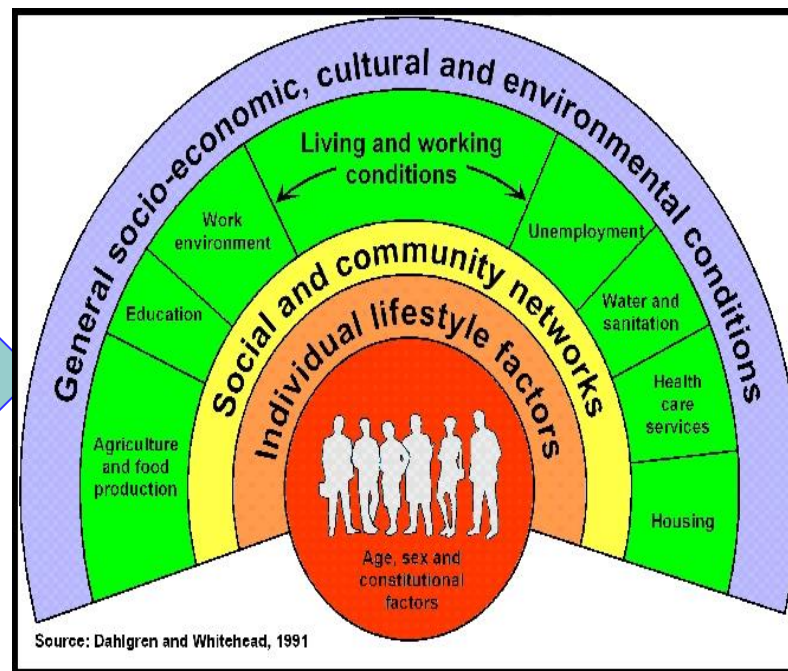 General socio-economic, cultural and environmental conditions
Living and working
conditions
Work
environment
Unemployment
Education
Water and
sanitation
Social and community networks
Individual lifestyle factors
Agriculture
and food
production
Health
care
services
Housing
Age, sex and
constitutional
factors
Source: Dahlgren and Whitehead, 1991